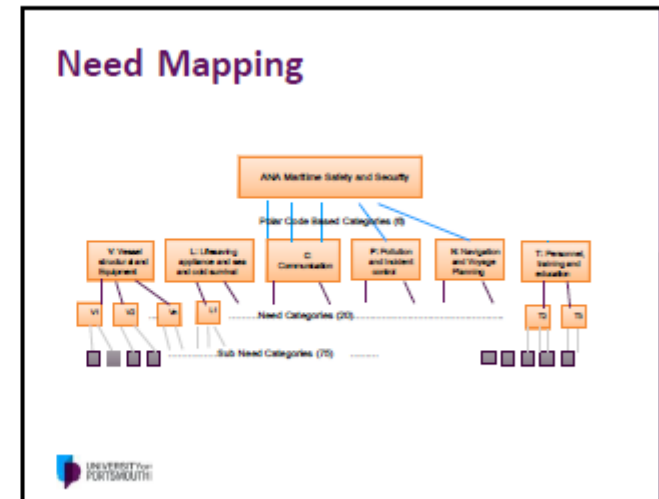 Need Mapping
ANA Maritime Safety and Security
Polar Code Based Categories (6)
V: Vessel
structural and
Equipment
L: Lifesaving
appliance and sea
and cold survival
C:
Communication
P: Pollution
and Incident
control
N: Navigation
and Voyage
Planning
T: Personnel,
training and
education
V1
L1
Need Categories (20)
Sub Need Categories (75)
UNIVERSITY OF
PORTSMOUTH